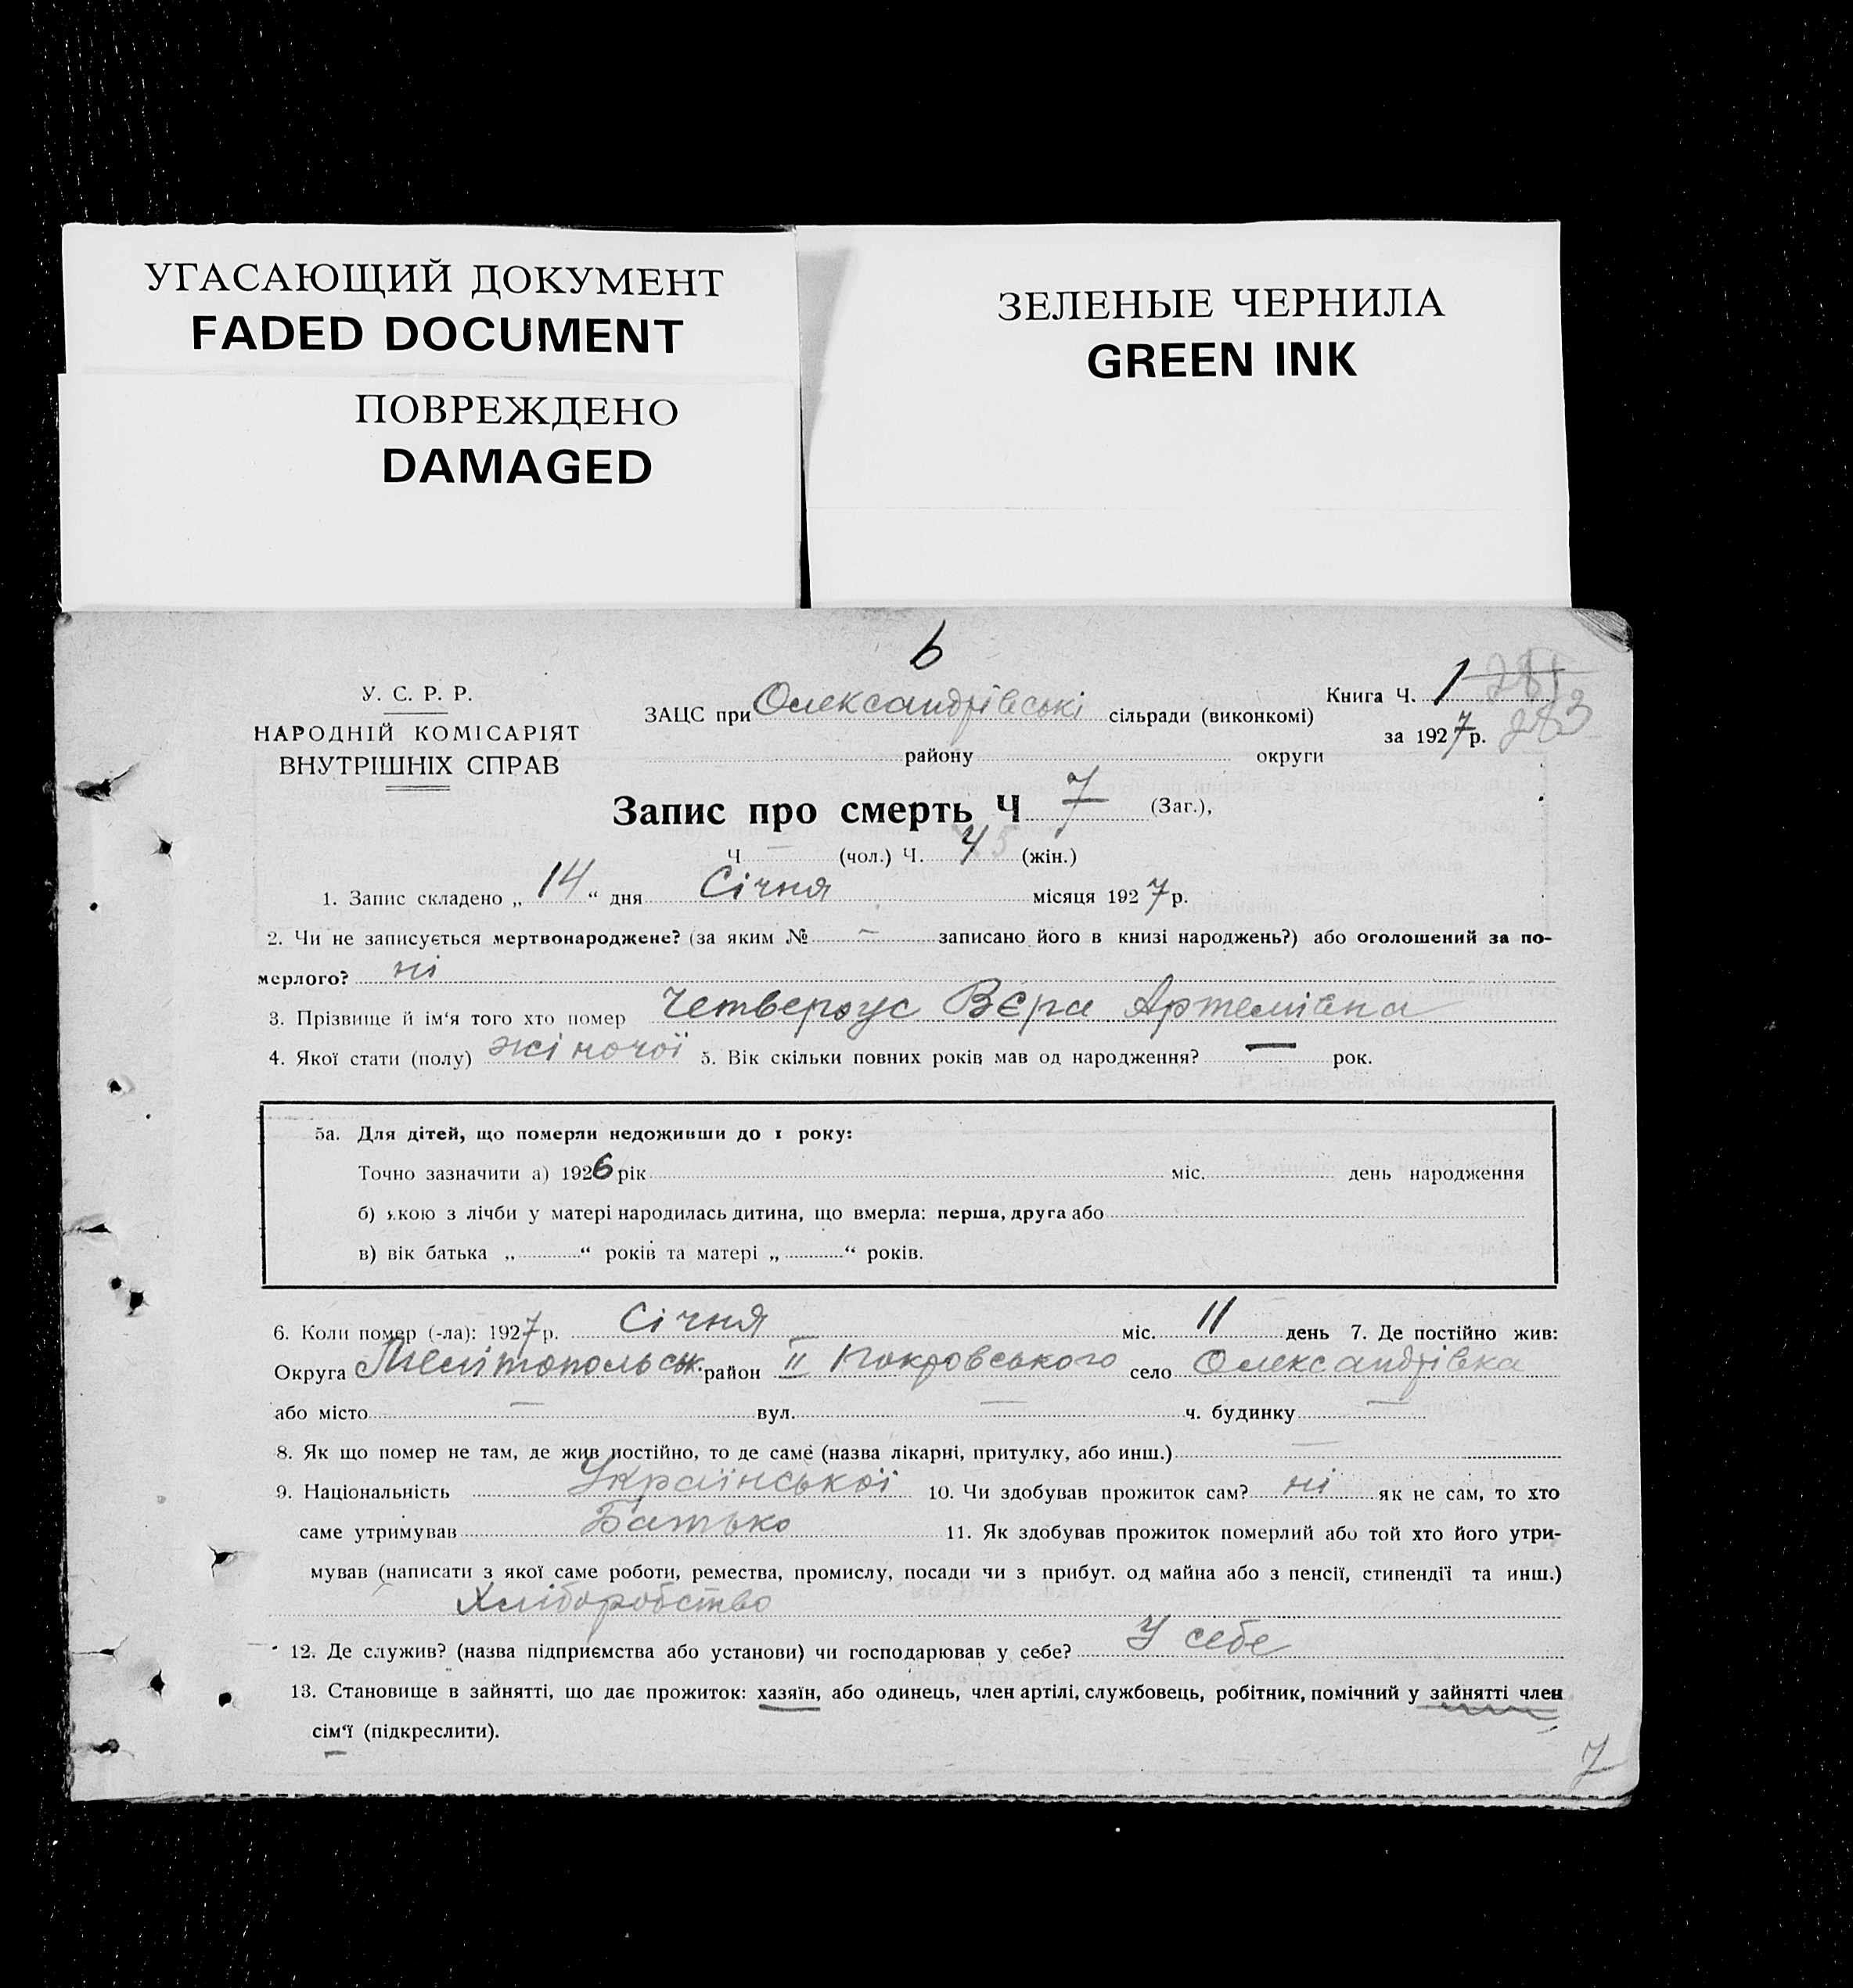 УГАСАЮЩИЙ ДОКУМЕНТ
FADED DOCUMENT
ПОВРЕЖДЕНО
DAMAGED
ЗЕЛЕНЫЕ ЧЕРНИЛА
GREEN INK
6
У. С. Р. Р.
НАРОДНІЙ КОМІСАРІЯТ
ВНУТРІШНІХ СПРАВ
ЗАЦС при Олександрівські сільради (виконкомі)
району округи
Книга Ч. 1
за 1927 р. 283
Запис про смерть Ч 7 (Заг.),
Ч — (чол.) Ч. 4 5 (жін.)
1. Запис складено „ 14 “ дня Січня місяця 1927 р.
2. Чи не записується мертвонароджене? (за яким № — записано його в книзі народжень?) або оголошений за по-
мерлого? ні
3. Прізвище й ім‘я того хто помер Четвероус Вєра Артемівна
4. Якої стати (полу) жіночої 5. Вік скільки повних років мав од народження? — рок.
5а. Для дітей, що померли недоживши до 1 року:
Точно зазначити а) 1926 рік міс. день народження
б) якою з лічби у матері народилась дитина, що вмерла: перша, друга або
в) вік батька „ “ років та матері „ “ років.
6. Коли помер (-ла): 1927 р. Січня міс. 11 день 7. Де постійно жив:
Округа район II Покровського село Олександрівка
або місто — вул. — ч. будинку —
8. Як що помер не там, де жив постійно, то де саме (назва лікарні, притулку, або инш.) —
9. Національність Української 10. Чи здобував прожиток сам? ні як не сам, то хто
саме утримував Батько 11. Як здобував прожиток померлий або той хто його утри-
мував (написати з якої саме роботи, ремества, промислу, посади чи з прибут. од майна або з пенсії, стипендії та инш.)
Хліборобство
12. Де служив? (назва підприємства або установи) чи господарював у себе? У себе
13. Становище в зайнятті, що дає прожиток: хазяїн, або одинець, член артілі, службовець, робітник, помічний у зайнятті член
сім‘ї (підкреслити).
7